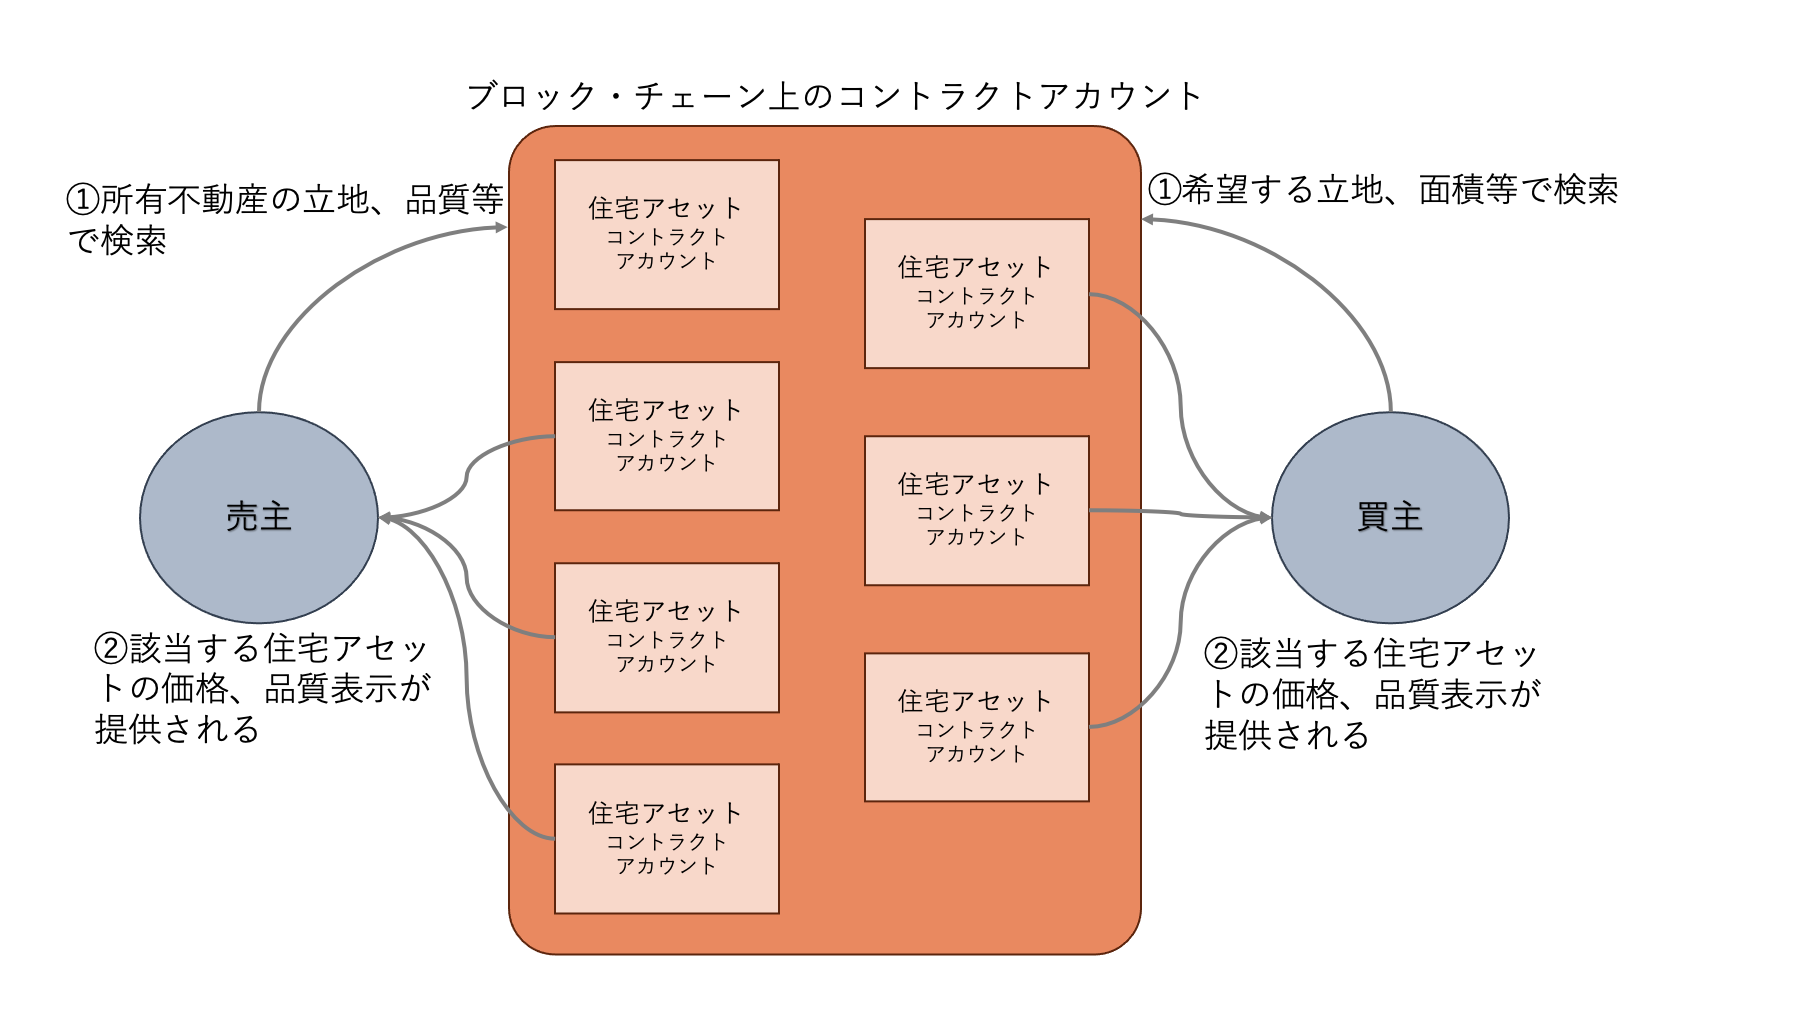 ブロック・チェーン上のコントラクトアカウント
①所有不動産の立地、品質等
で検索
①希望する立地、面積等で検索
住宅アセット
コントラクト
アカウント
住宅アセット
コントラクト
アカウント
住宅アセット
コントラクト
アカウント
住宅アセット
コントラクト
アカウント
住宅アセット
コントラクト
アカウント
住宅アセット
コントラクト
アカウント
住宅アセット
コントラクト
アカウント
売主
買主
②該当する住宅アセッ
トの価格、品質表示が
提供される
②該当する住宅アセッ
トの価格、品質表示が
提供される